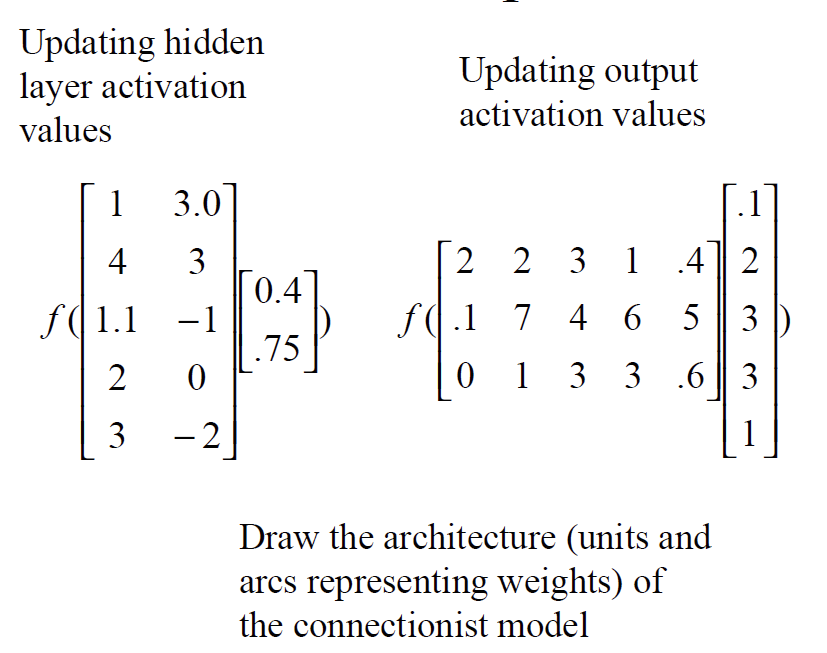 Updating hidden
layer activation
values
Updating output
activation values
f(
1 3.0
4 3
1.1 −1
2 0
3 −2
0.4
.75
)
f(
2 2 3 1 .4
.1 7 4 6 5
0 1 3 3 .6
.1
2
3
3
1
)
Draw the architecture (units and
arcs representing weights) of
the connectionist model